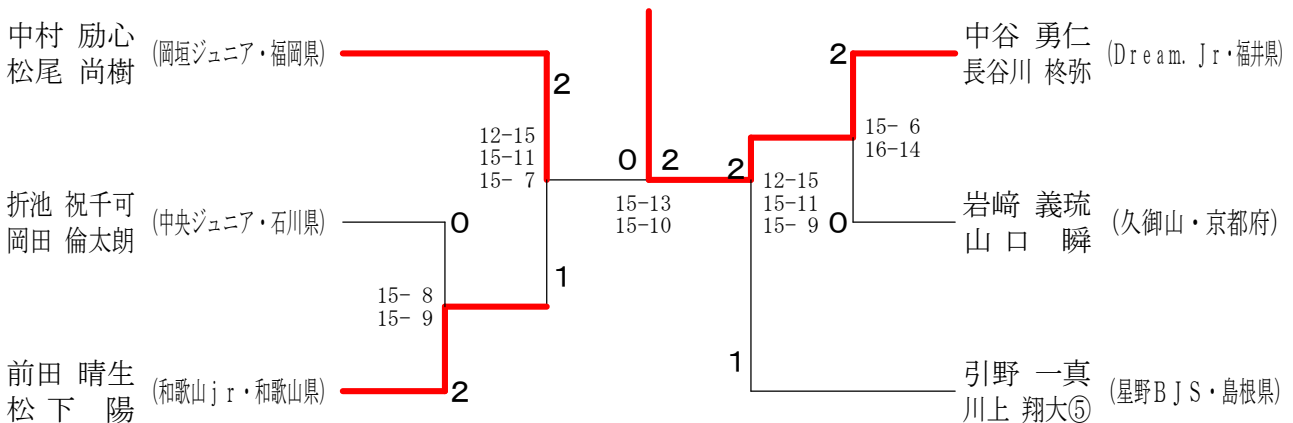 中村 励心
松尾 尚樹
(岡垣ジュニア・福岡県)
2
12-15
15-11
15- 7
折池 祝千可
岡田 倫太朗
(中央ジュニア・石川県)
0
15- 8
15- 9
1
前田 晴生
松下 陽
(和歌山jr・和歌山県)
2
0
2
15-13
15-10
中谷 勇仁
長谷川 柊弥
(Dream.Jr・福井県)
2
15- 6
16-14
2
12-15
15-11
15- 9
0
岩﨑 義琉
山口 瞬
(久御山・京都府)
1
引野 一真
川上 翔大⑤
(星野BJS・島根県)